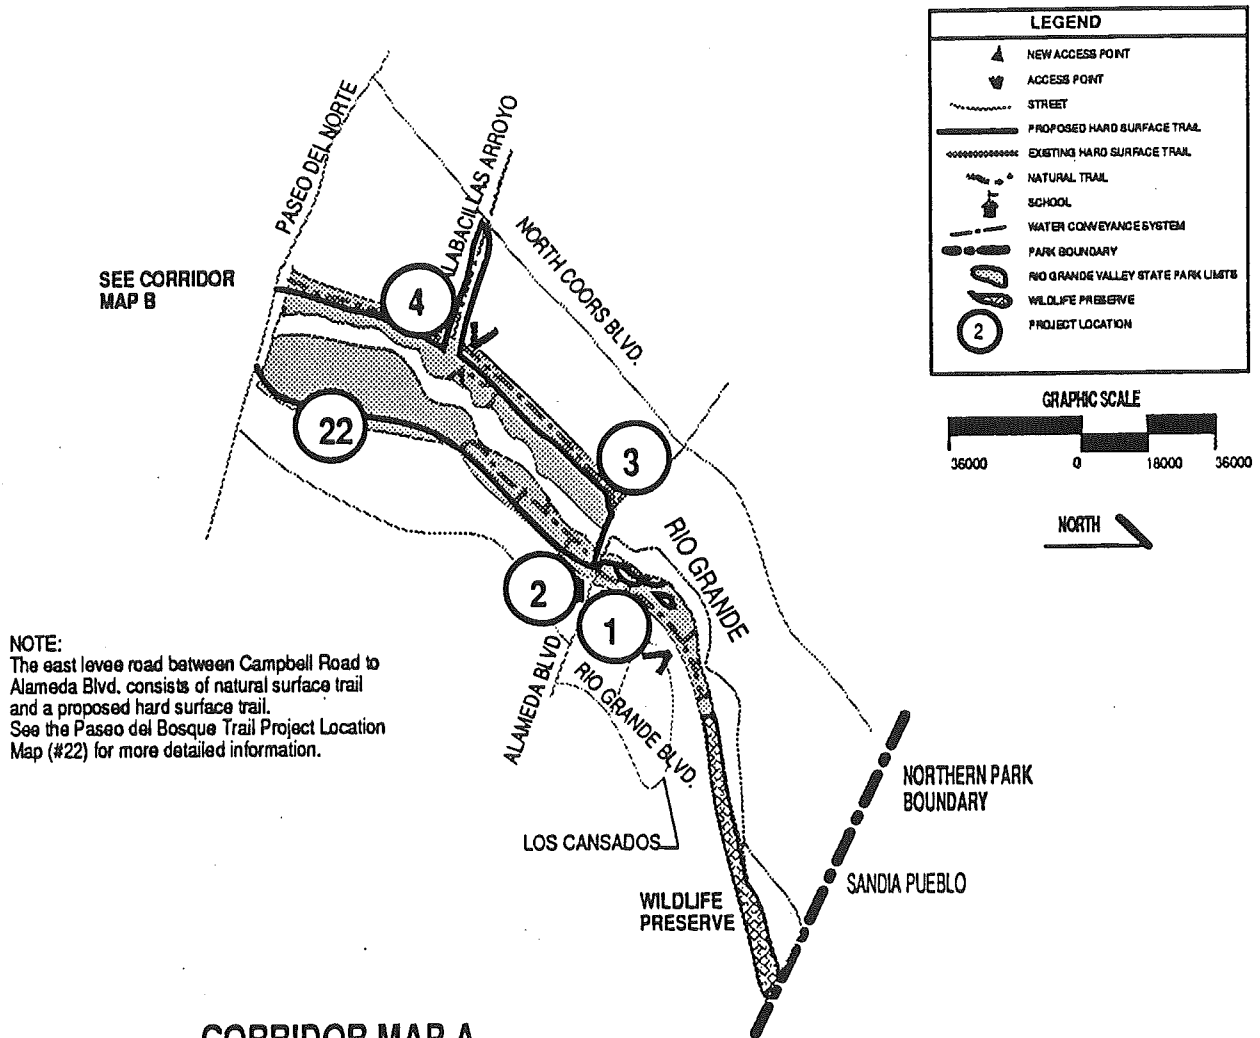 LEGEND
NEW ACCESS POINT
ACCESS POINT
STREET
PROPOSED HARD SURFACE TRAIL
EXISTING HARD SURFACE TRAIL
NATURAL TRAIL
SCHOOL
WATER CONVEYANCE SYSTEM
PARK BOUNDARY
RIO GRANDE VALLEY STATE PARK LIMITS
WILDLIFE PRESERVE
2
PROJECT LOCATION
GRAPHIC SCALE
36000 0 18000 36000
NORTH
PASEO DEL NORTE
ALABACILLAS ARROYO
NORTH COORS BLVD.
SEE CORRIDOR
MAP B
4
22
3
RIO GRANDE
2
1
ALAMEDA BLVD
RIO GRANDE BLVD.
NOTE:
The east levee road between Campbell Road to
Alameda Blvd. consists of natural surface trail
and a proposed hard surface trail.
See the Paseo del Bosque Trail Project Location
Map (#22) for more detailed information.
LOS CANSADOS
NORTHERN PARK
BOUNDARY
SANDIA PUEBLO
WILDLIFE
PRESERVE
CORRIDOR MAP A